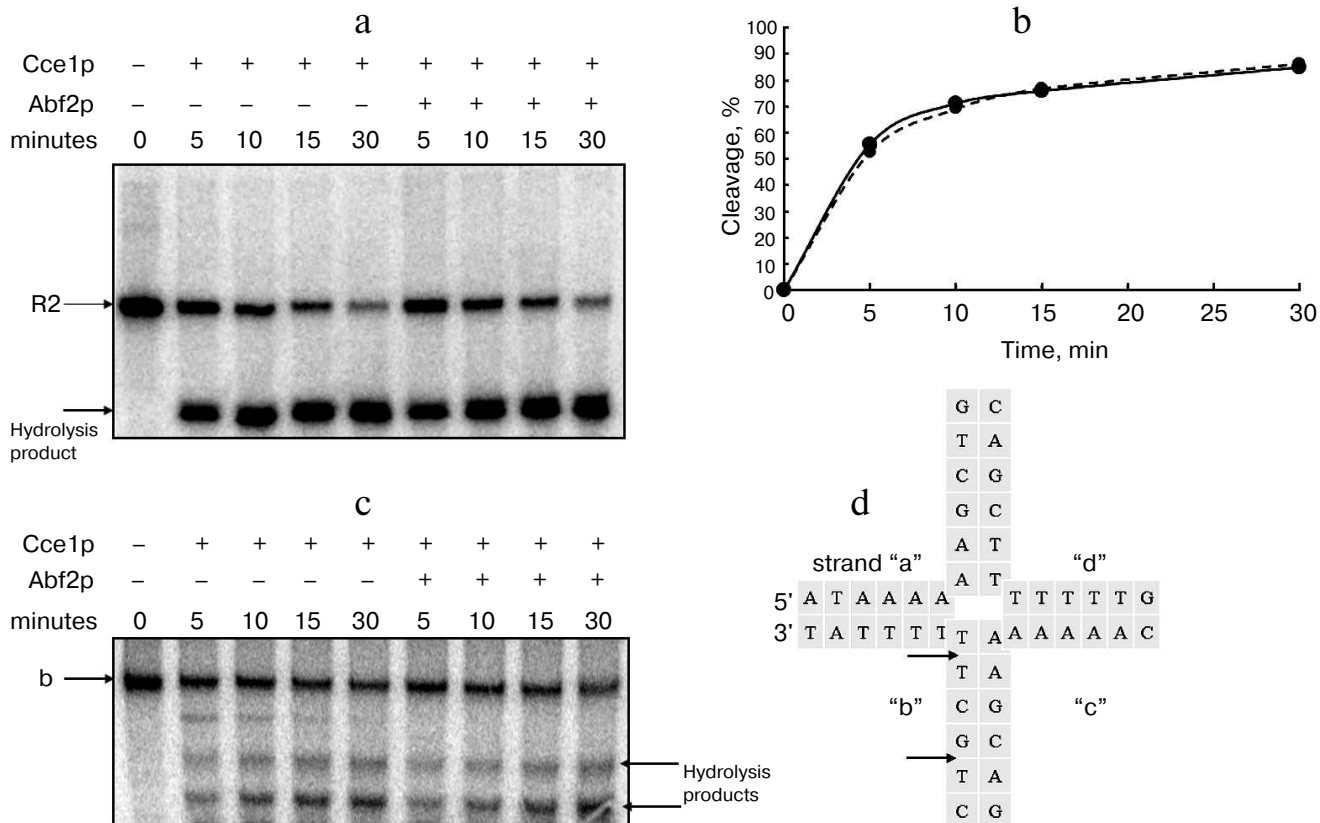 a
Cce1p – + + + + + + + +
Abf2p – – – – – + + + +
minutes 0 5 10 15 30 5 10 15 30
R2
Hydrolysis
product
b
100
90
80
70
60
50
40
30
20
10
0
Cleavage, %
0 5 10 15 20 25 30
Time, min
c
Cce1p – + + + + + + + +
Abf2p – – – – – + + + +
minutes 0 5 10 15 30 5 10 15 30
b
Hydrolysis
products
d
G C
T A
C G
G C
A T
A T
strand “a”
“d”
5' A T A A A A T T T T T G
3' T A T T T T T A A A A A A C
T A
C G
G C
T A
C G
“b”
“c”